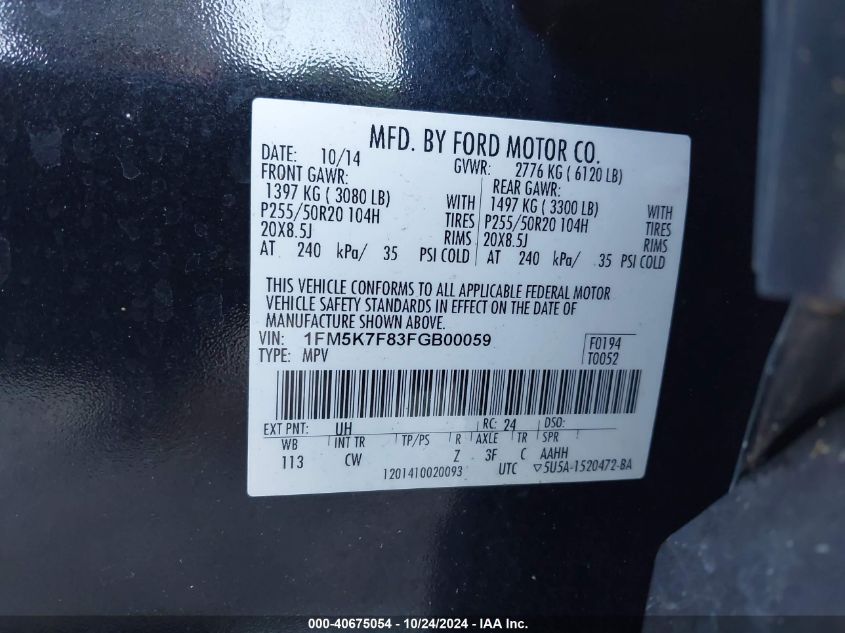 MFD. BY FORD MOTOR CO.
DATE: 10/14 GVWR: 2776 KG ( 6120 LB)
FRONT GAWR: REAR GAWR:
1397 KG ( 3080 LB) WITH 1497 KG ( 3300 LB) WITH
P255/50R20 104H TIRES P255/50R20 104H TIRES
20X8.5J RIMS 20X8.5J RIMS
AT 240 kPa/ 35 PSI COLD AT 240 kPa/ 35 PSI COLD
THIS VEHICLE CONFORMS TO ALL APPLICABLE FEDERAL MOTOR
VEHICLE SAFETY STANDARDS IN EFFECT ON THE DATE OF
MANUFACTURE SHOWN ABOVE.
VIN: 1FM5K7F83FGB00059 F0194
TYPE: MPV T0052
EXT PNT: UH RC: 24 DSO:
WB INT TR TP/PS R AXLE TR SPR
113 CW Z 3F C AAHH
1201410020093 UTC ▽5U5A-1520472-BA
000-40675054 - 10/24/2024 - IAA Inc.